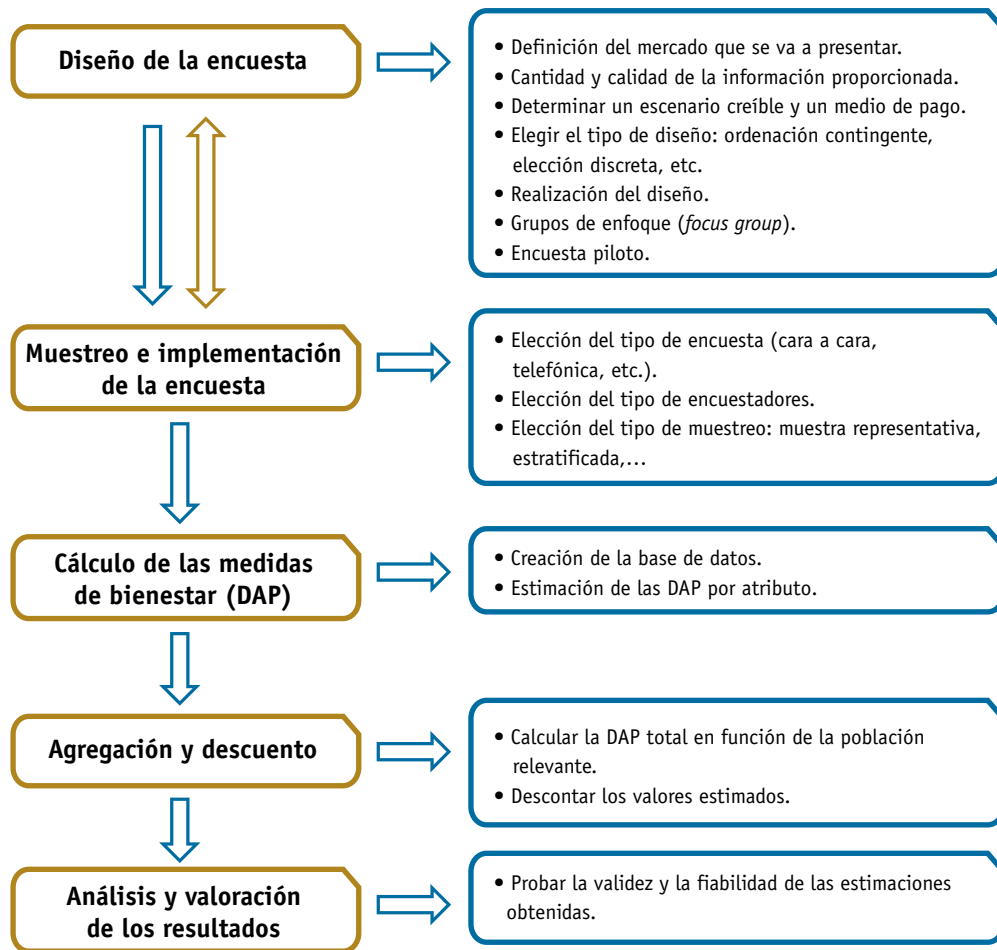 Diseño de la encuesta
• Definición del mercado que se va a presentar.
• Cantidad y calidad de la información proporcionada.
• Determinar un escenario creíble y un medio de pago.
• Elegir el tipo de diseño: ordenación contingente,
elección discreta, etc.
• Realización del diseño.
• Grupos de enfoque (focus group).
• Encuesta piloto.
Muestreo e implementación
de la encuesta
• Elección del tipo de encuesta (cara a cara,
telefónica, etc.).
• Elección del tipo de encuestadores.
• Elección del tipo de muestreo: muestra representativa,
estratificada,...
Cálculo de las medidas
de bienestar (DAP)
• Creación de la base de datos.
• Estimación de las DAP por atributo.
Agregación y descuento
• Calcular la DAP total en función de la población
relevante.
• Descontar los valores estimados.
Análisis y valoración
de los resultados
• Probar la validez y la fiabilidad de las estimaciones
obtenidas.